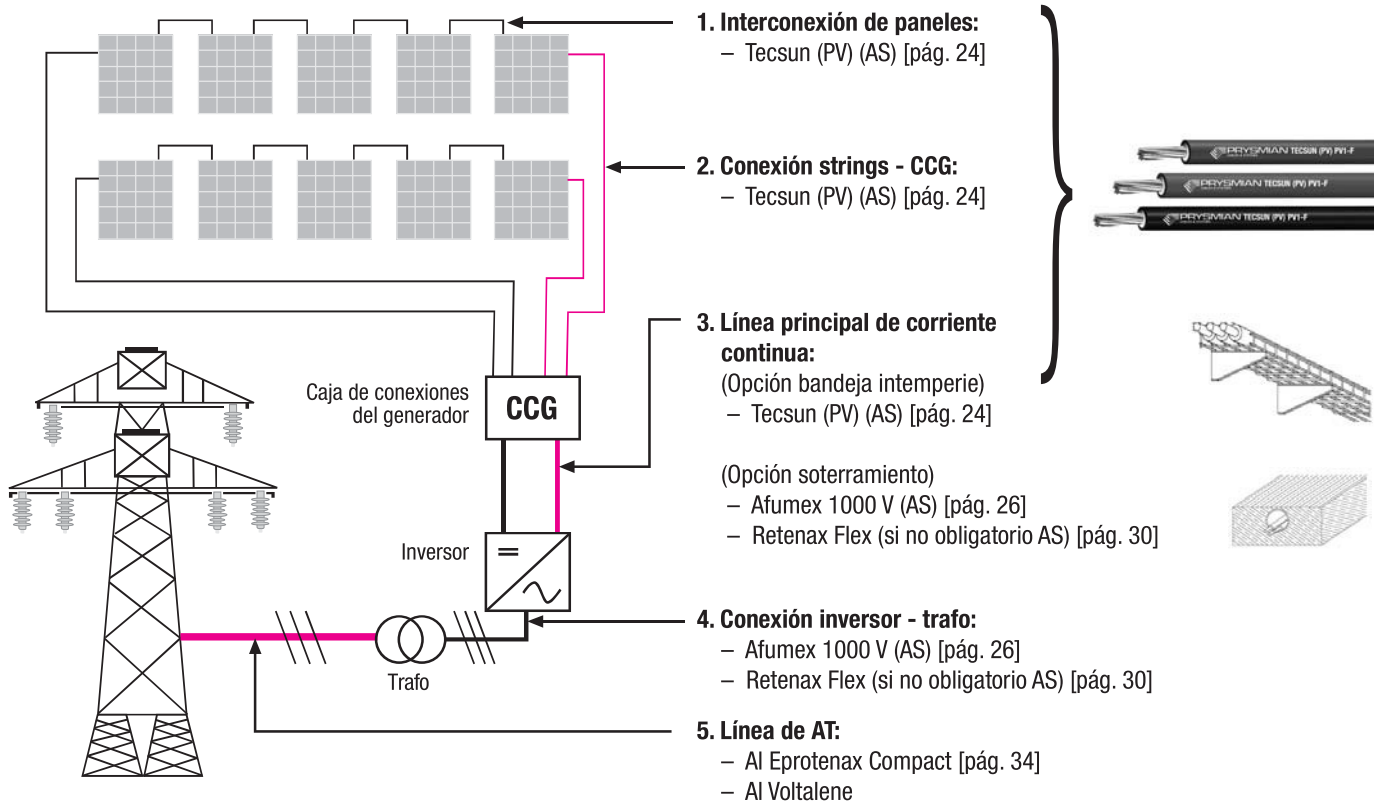 1. Interconexión de paneles:
– Tecsun (PV) (AS) [pág. 24]
2. Conexión strings - CCG:
– Tecsun (PV) (AS) [pág. 24]
PRYSMIAN TECSUN (PV) PV1-F
PRYSMIAN TECSUN (PV) PV1-F
PRYSMIAN TECSUN (PV) PV1-F
3. Línea principal de corriente
continua:
(Opción bandeja intemperie)
– Tecsun (PV) (AS) [pág. 24]
(Opción soterramiento)
– Afumex 1000 V (AS) [pág. 26]
– Retenax Flex (si no obligatorio AS) [pág. 30]
Caja de conexiones
del generador
CCG
Inversor
Trafo
4. Conexión inversor - trafo:
– Afumex 1000 V (AS) [pág. 26]
– Retenax Flex (si no obligatorio AS) [pág. 30]
5. Línea de AT:
– Al Eprotenax Compact [pág. 34]
– Al Voltalene